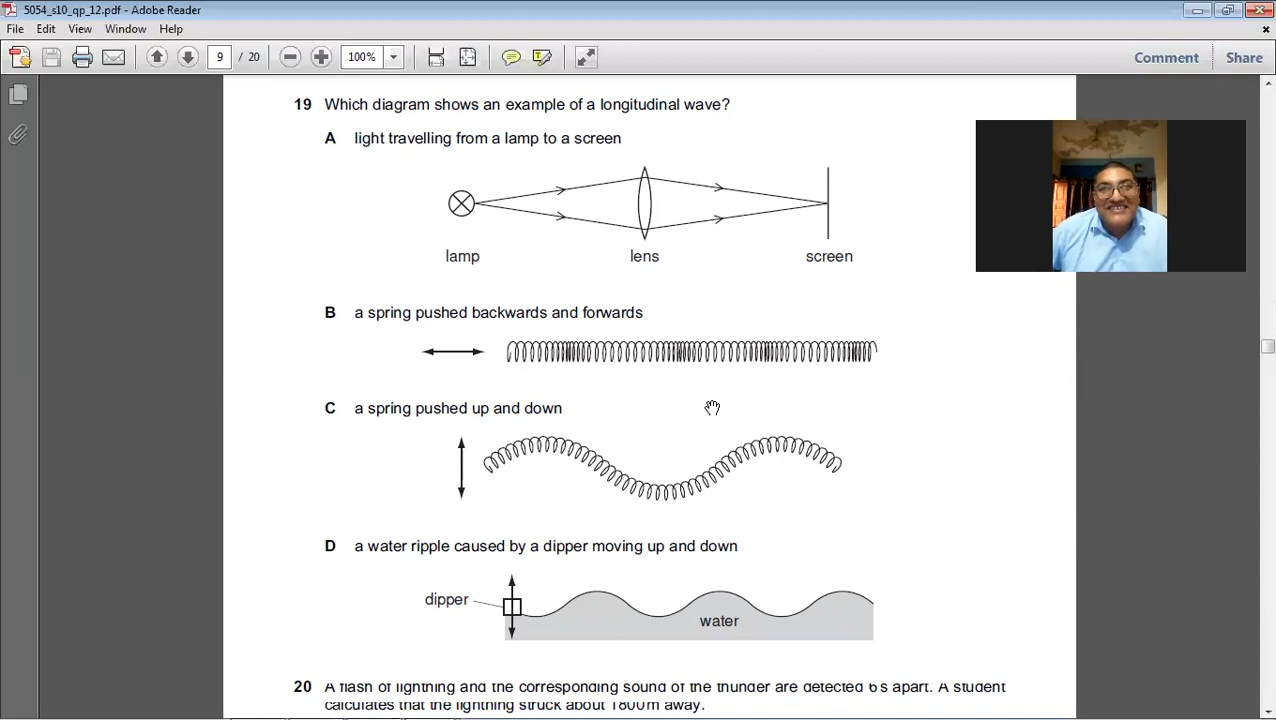 5054_s10_qp_12.pdf - Adobe Reader
File Edit View Window Help
9 / 20 100% Comment Share
19 Which diagram shows an example of a longitudinal wave?
A light travelling from a lamp to a screen
lamp lens screen
B a spring pushed backwards and forwards
C a spring pushed up and down
D a water ripple caused by a dipper moving up and down
dipper
water
20 A flash of lightning and the corresponding sound of the thunder are detected 6 s apart. A student
calculates that the lightning struck about 1800 m away.